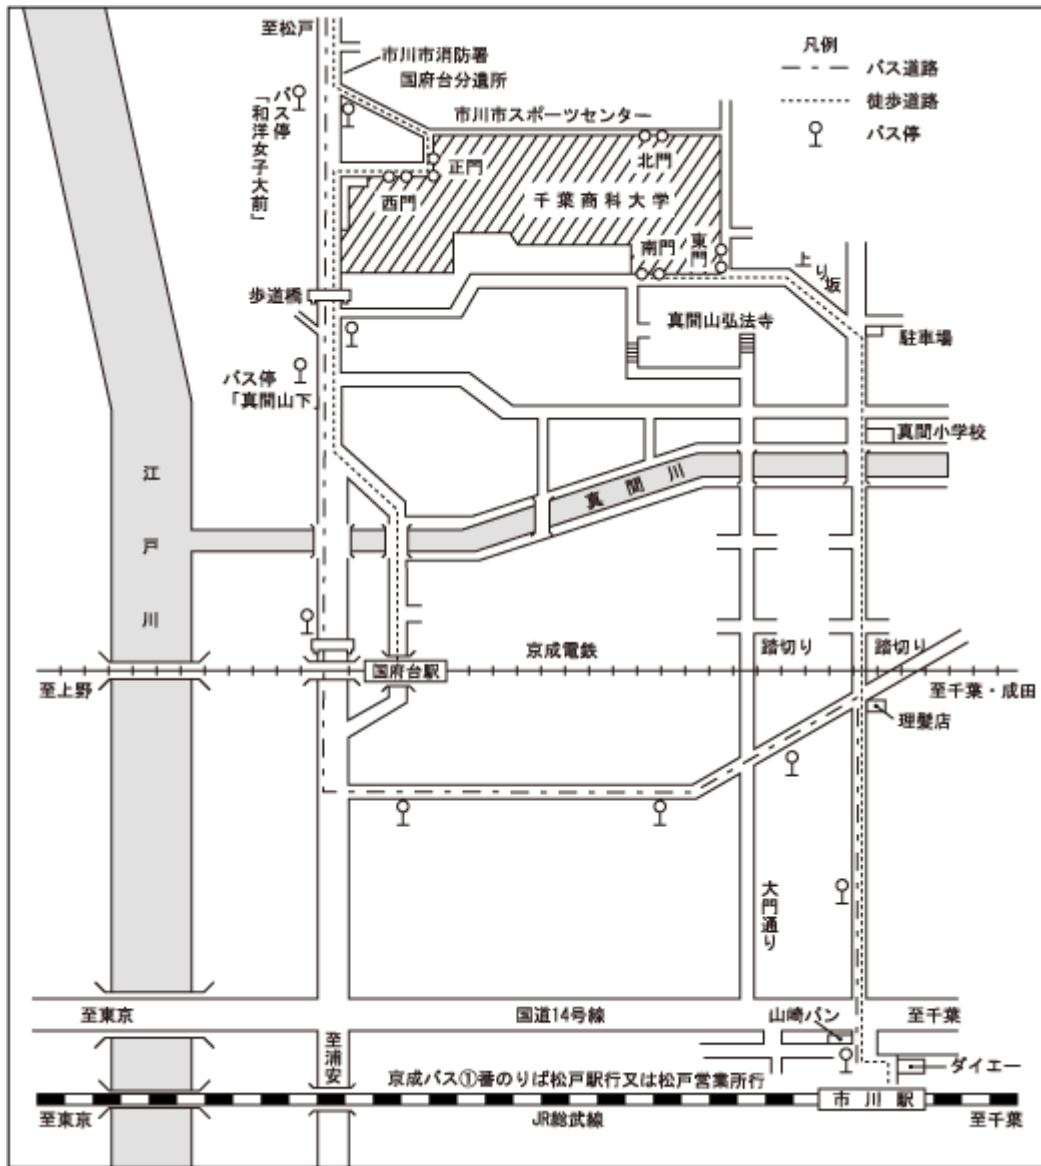 至松戸
市川市消防署
国府台分遣所
凡例
バス道路
徒歩道路
バス停
バス停
「和洋女子大前」
市川市スポーツセンター
正門
北門
西門
千葉商科大学
南門
東門
上り坂
歩道橋
真間山弘法寺
駐車場
バス停
「真間山下」
真間小学校
江戸川
真間川
京成電鉄
踏切り
踏切り
国府台駅
至上野
至千葉・成田
理髪店
大門通り
至東京
国道14号線
山崎パン
至千葉
至浦安
ダイエー
京成バス①番のりば松戸駅行又は松戸営業所行
市川駅
至東京
JR総武線
至千葉